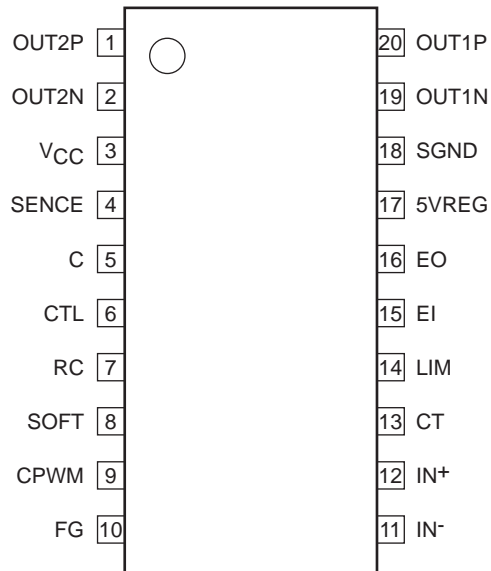 OUT2P 1 20 OUT1P
OUT2N 2 19 OUT1N
VCC 3 18 SGND
SENCE 4 17 5VREG
C 5 16 EO
CTL 6 15 EI
RC 7 14 LIM
SOFT 8 13 CT
CPWM 9 12 IN+
FG 10 11 IN-